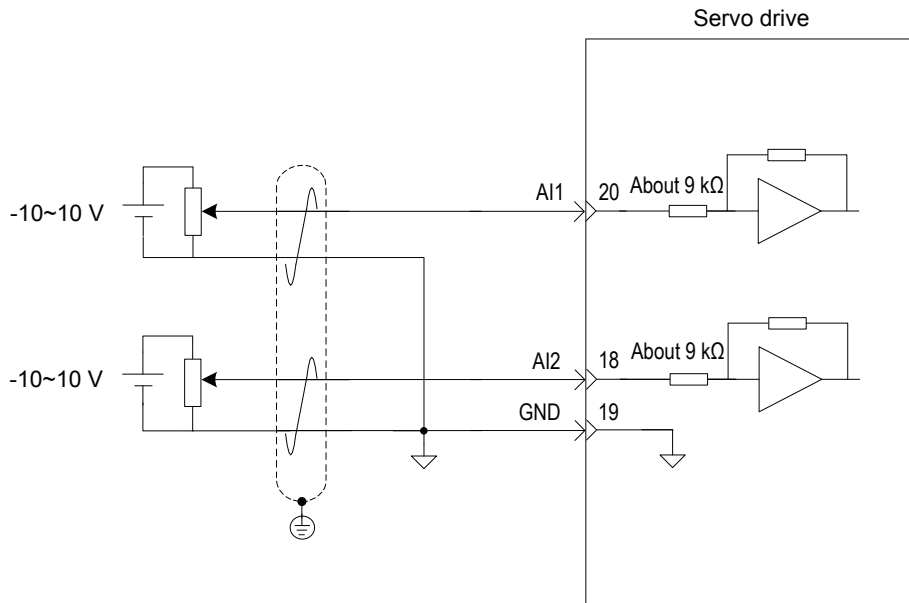 Servo drive
-10~10 V
AI1
20
About 9 kΩ
-10~10 V
AI2
18
About 9 kΩ
GND
19